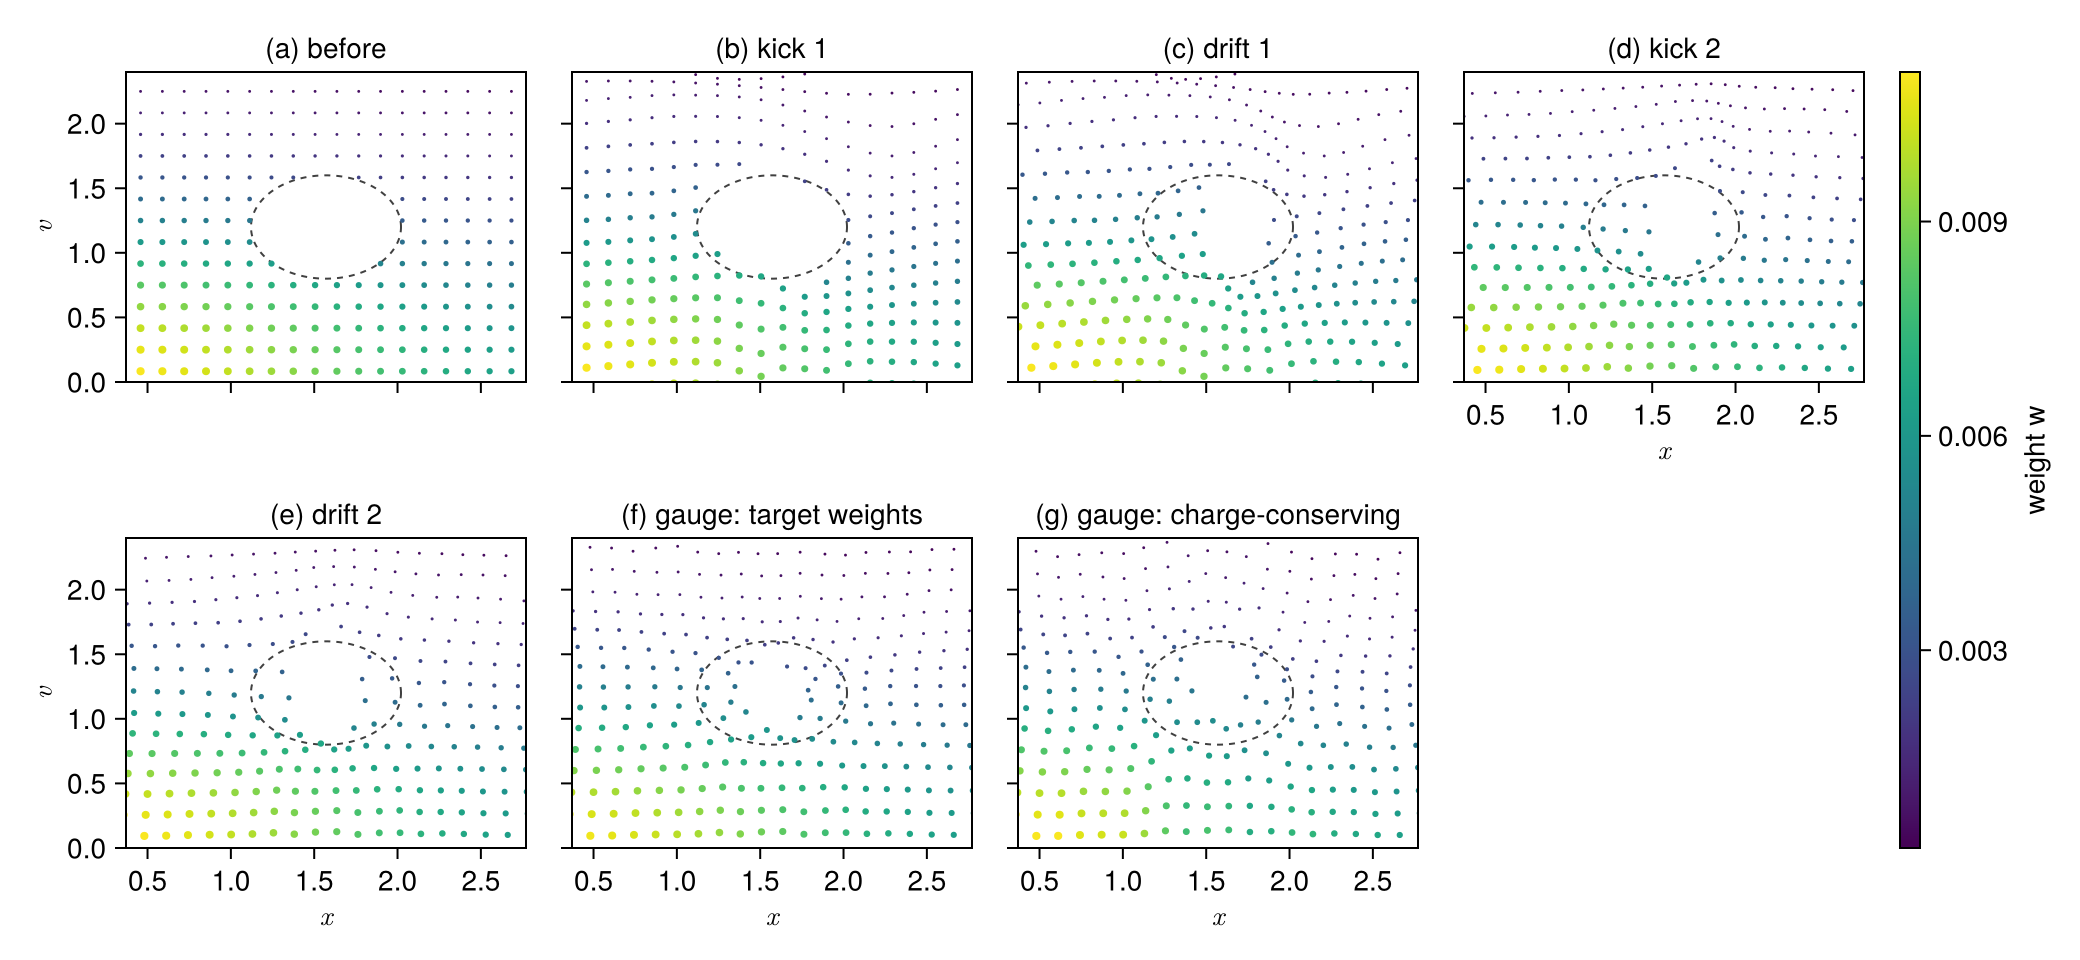 (a) before
(b) kick 1
(c) drift 1
(d) kick 2
2.0
1.5
1.0
0.5
0.0
v
0.5 1.0 1.5 2.0 2.5
x
0.009
0.006
0.003
weight w
(e) drift 2
(f) gauge: target weights
(g) gauge: charge-conserving
2.0
1.5
1.0
0.5
0.0
v
0.5 1.0 1.5 2.0 2.5
x
0.5 1.0 1.5 2.0 2.5
x
0.5 1.0 1.5 2.0 2.5
x